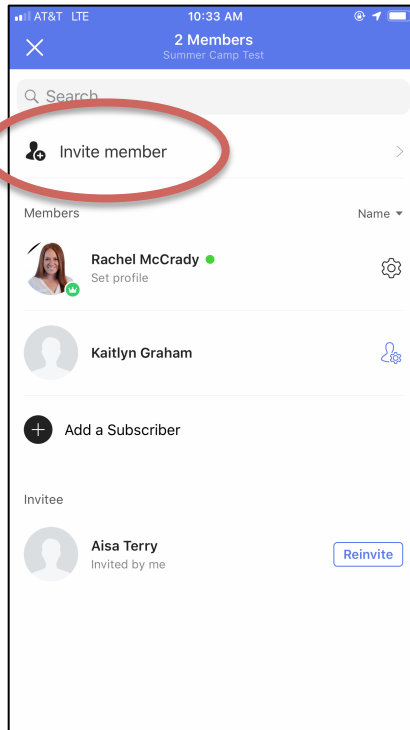 AT&T LTE 10:33 AM
2 Members
Summer Camp Test
Search
Invite member
Members Name
Rachel McCrady
Set profile
Kaitlyn Graham
Add a Subscriber
Invitee
Aisa Terry
Invited by me
Reinvite